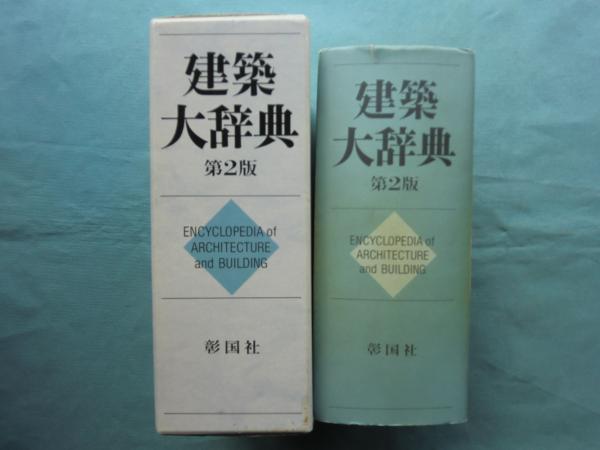 建築
大辞典
第2版
ENCYCLOPEDIA of
ARCHITECTURE
and BUILDING
彰国社
建築
大辞典
第2版
ENCYCLOPEDIA of
ARCHITECTURE
and BUILDING
彰国社